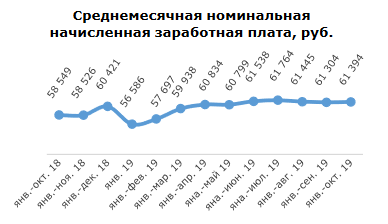 Среднемесячная номинальная
начисленная заработная плата, руб.
58 549
58 526
60 421
56 586
57 697
59 938
60 834
60 799
61 538
61 764
61 445
61 304
61 394
янв.-окт. 18
янв.-ноя. 18
янв.-дек. 18
янв. 19
янв.-фев. 19
янв.-мар. 19
янв.-апр. 19
янв.-май 19
янв.-июн. 19
янв.-июл. 19
янв.-авг. 19
янв.-сен. 19
янв.-окт. 19